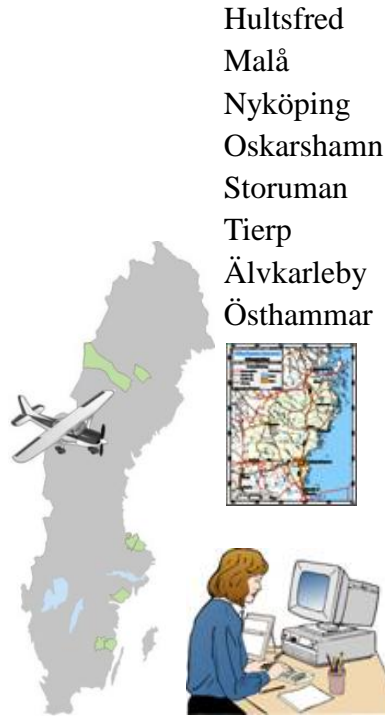 Hultsfred
Malå
Nyköping
Oskarshamn
Storuman
Tierp
Älvkarleby
Östhammar